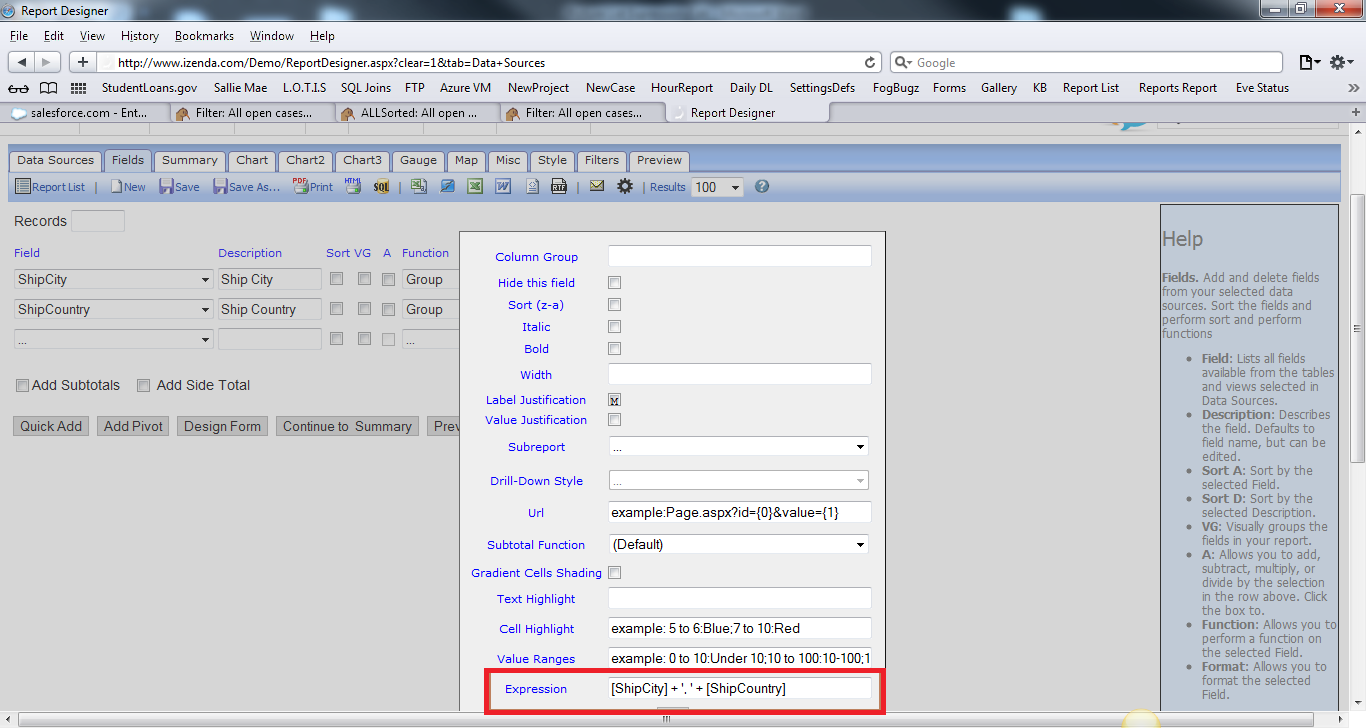 Report Designer
File Edit View History Bookmarks Window Help
http://www.izenda.com/Demo/ReportDesigner.aspx?clear=1&tab=Data+Sources
Google
StudentLoans.gov Sallie Mae L.O.T.I.S SQL Joins FTP Azure VM NewProject NewCase HourReport Daily DL SettingsDefs FogBugz Forms Gallery KB Report List Reports Report Eve Status
salesforce.com - Ent... Filter: All open cases... ALLSorted: All open ... Filter: All open cases... Report Designer
Data Sources Fields Summary Chart Chart2 Chart3 Gauge Map Misc Style Filters Preview
Report List | New Save Save As... PDF Print HTML SQL | RTF | Results 100
Records
Field Description Sort VG A Function
ShipCity Ship City Group
ShipCountry Ship Country Group
... ...
Add Subtotals Add Side Total
Quick Add Add Pivot Design Form Continue to Summary Prev
Column Group
Hide this field
Sort (z-a)
Italic
Bold
Width
Label Justification M
Value Justification
Subreport ...
Drill-Down Style ...
Url example:Page.aspx?id={0}&value={1}
Subtotal Function (Default)
Gradient Cells Shading
Text Highlight
Cell Highlight example: 5 to 6:Blue;7 to 10:Red
Value Ranges example: 0 to 10:Under 10;10 to 100:10-100;1
Expression [ShipCity] + ', ' + [ShipCountry]
Help
Fields. Add and delete fields
from your selected data
sources. Sort the fields and
perform sort and perform
functions
• Field: Lists all fields
available from the tables
and views selected in
Data Sources.
• Description: Describes
the field. Defaults to
field name, but can be
edited.
• Sort A: Sort by the
selected Field.
• Sort D: Sort by the
selected Description.
• VG: Visually groups the
fields in your report.
• A: Allows you to add,
subtract, multiply, or
divide by the selection
in the row above. Click
the box to.
• Function: Allows you to
perform a function on
the selected Field.
• Format: Allows you to
format the selected
Field.